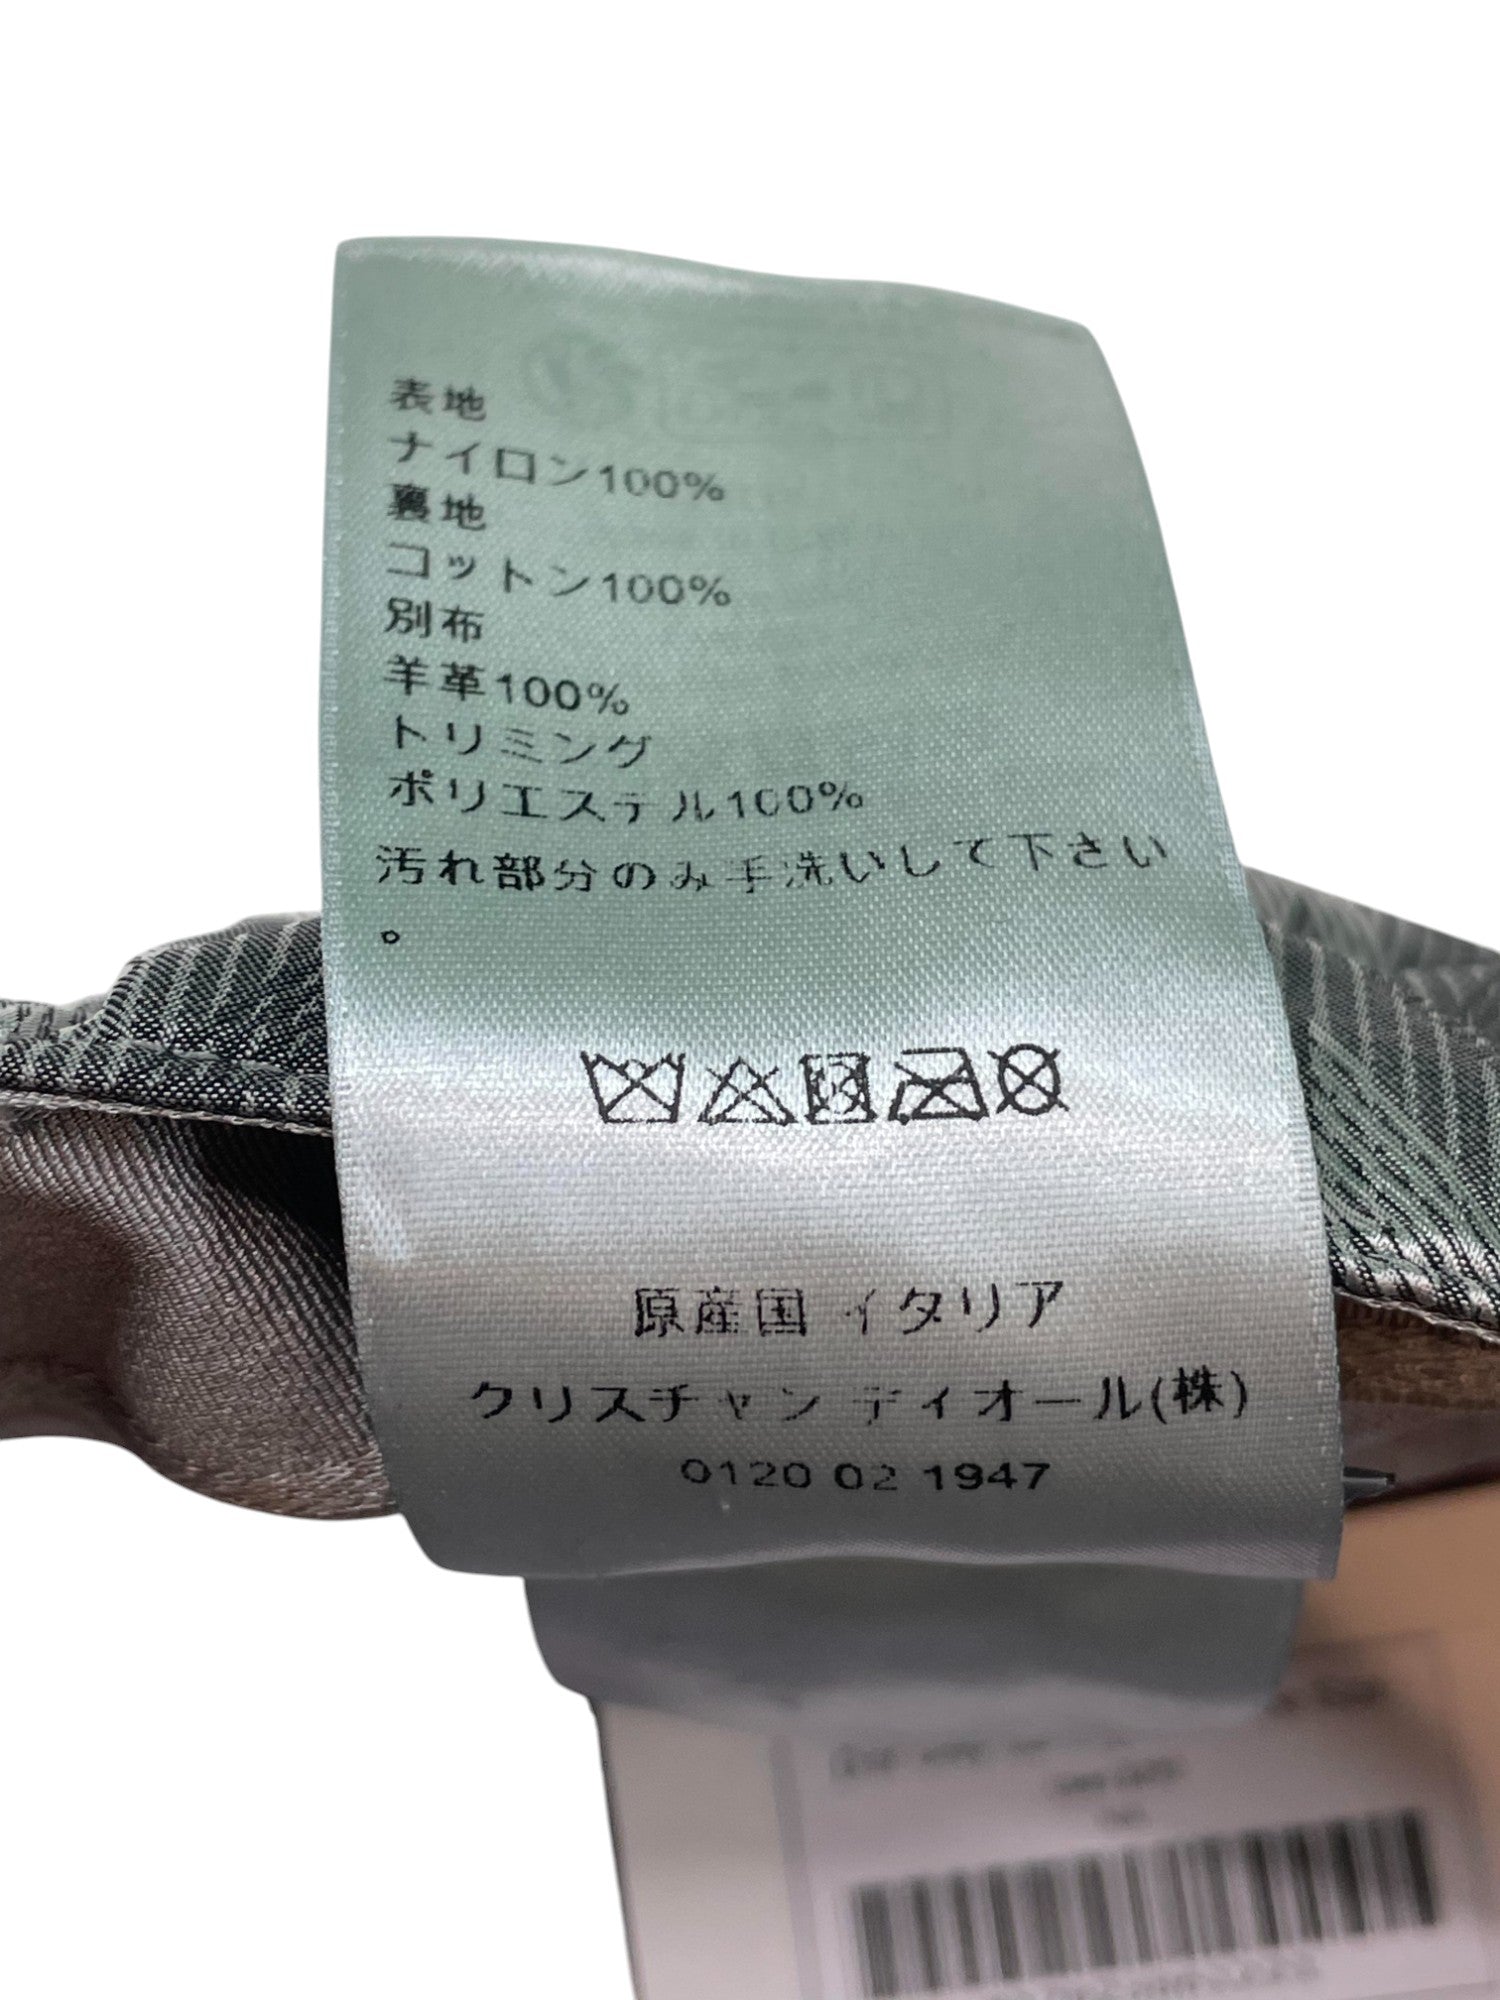 表地
ナイロン100%
裏地
コットン100%
別布
羊革100%
トリミング
ポリエステル100%
汚れ部分のみ手洗いして下さい
。
原産国 イタリア
クリスチャン ディオール(株)
0120 02 1947